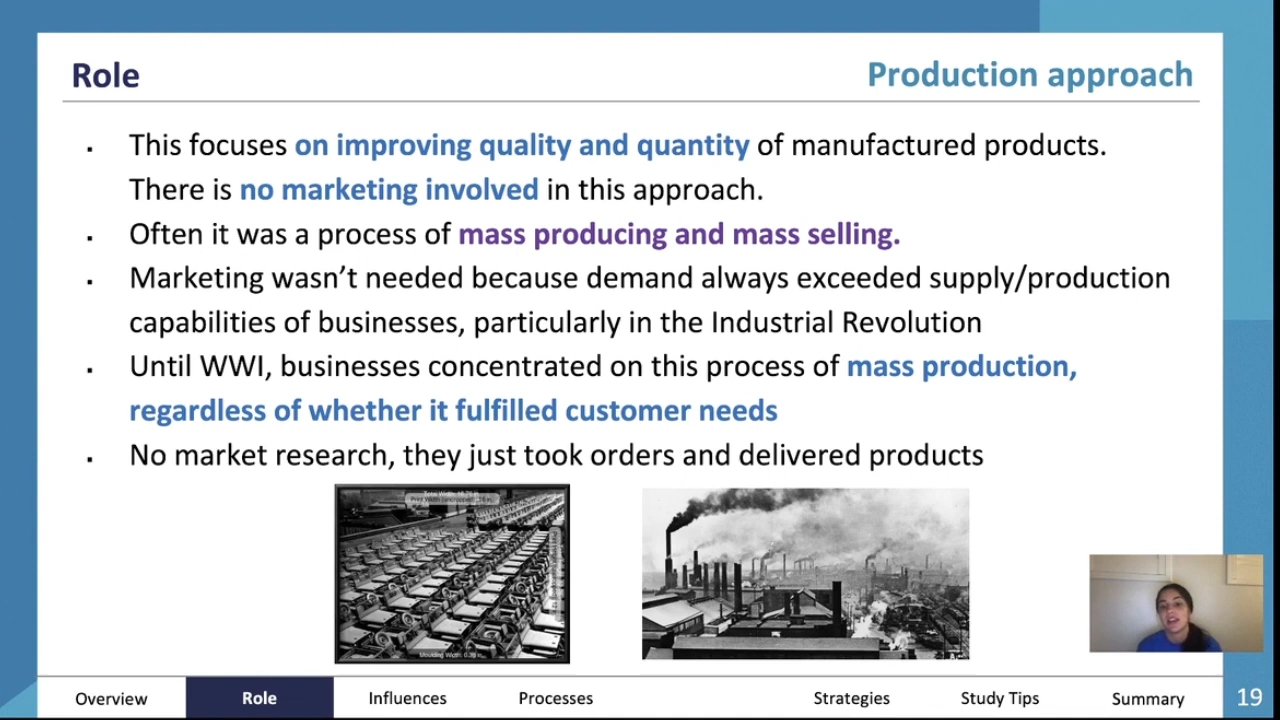 Role
Production approach
This focuses on improving quality and quantity of manufactured products.
There is no marketing involved in this approach.
Often it was a process of mass producing and mass selling.
Marketing wasn’t needed because demand always exceeded supply/production
capabilities of businesses, particularly in the Industrial Revolution
Until WWI, businesses concentrated on this process of mass production,
regardless of whether it fulfilled customer needs
No market research, they just took orders and delivered products
Overview
Role
Influences
Processes
Strategies
Study Tips
Summary
19